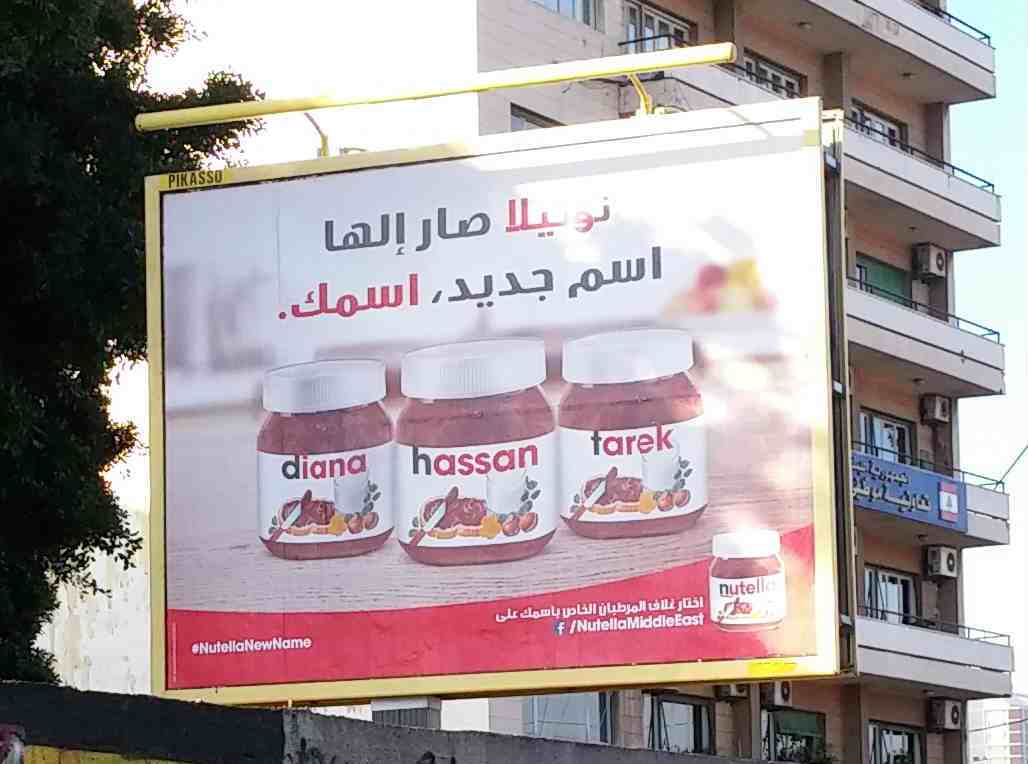 PIKASSO
نوتيلا صار إلها
اسم جديد، اسمك.
diana
hassan
tarek
nutella
اختار غلاف المرطبان الخاص باسمك على
f /NutellaMiddleEast
#NutellaNewName